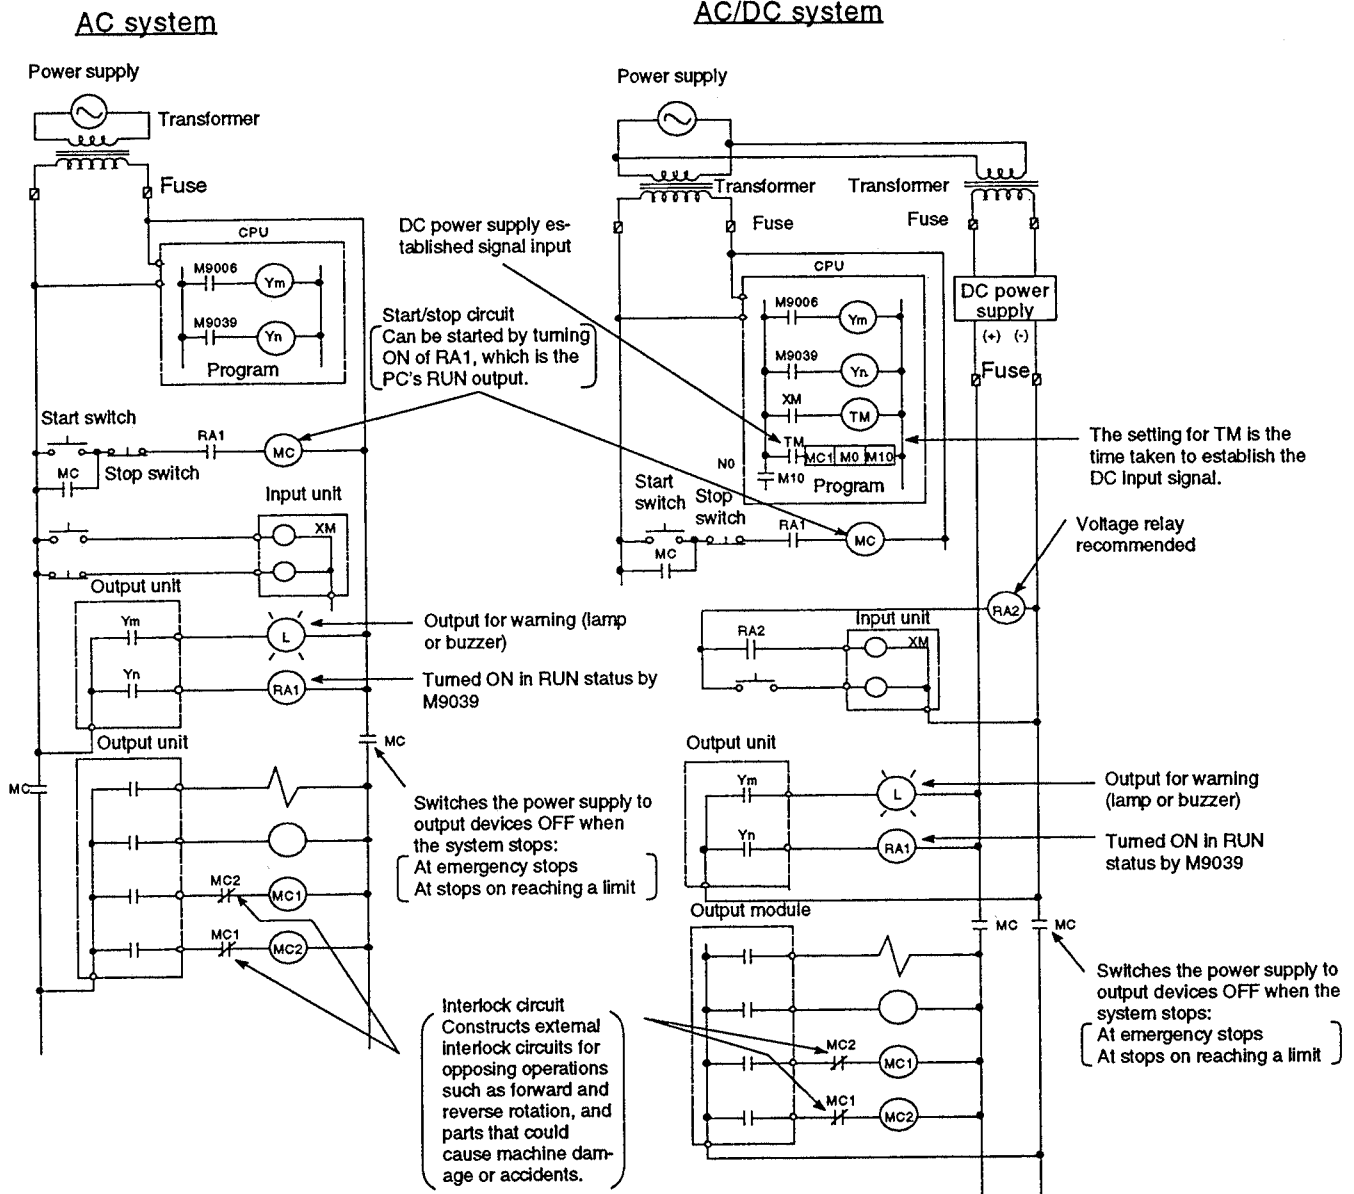 AC system
Power supply
Transformer
Fuse
CPU
M9006
Ym
M9039
Yn
Program
Start switch
RA1
MC
MC
Stop switch
Input unit
XM
Output unit
Ym
L
Yn
RA1
Output unit
MC
MC
MC2
MC1
MC1
MC2
DC power supply es-
tablished signal input
Start/stop circuit
Can be started by turning
ON of RA1, which is the
PC's RUN output.
Output for warning (lamp
or buzzer)
Turned ON in RUN status by
M9039
Switches the power supply to
output devices OFF when
the system stops:
At emergency stops
At stops on reaching a limit
Interlock circuit
Constructs external
interlock circuits for
opposing operations
such as forward and
reverse rotation, and
parts that could
cause machine dam-
age or accidents.
AC/DC system
Power supply
Transformer
Transformer
Fuse
Fuse
CPU
M9006
Ym
M9039
Yn
XM
TM
TM
MC1 M0 M10
N0
M10
Program
DC power
supply
(+) (-)
Fuse
The setting for TM is the
time taken to establish the
DC input signal.
Start
switch
Stop
switch
RA1
MC
MC
Voltage relay
recommended
RA2
Input unit
RA2
XM
Output unit
Ym
L
Yn
RA1
Output for warning
(lamp or buzzer)
Turned ON in RUN
status by M9039
Output module
MC
MC
Switches the power supply to
output devices OFF when the
system stops:
At emergency stops
At stops on reaching a limit
MC2
MC1
MC1
MC2